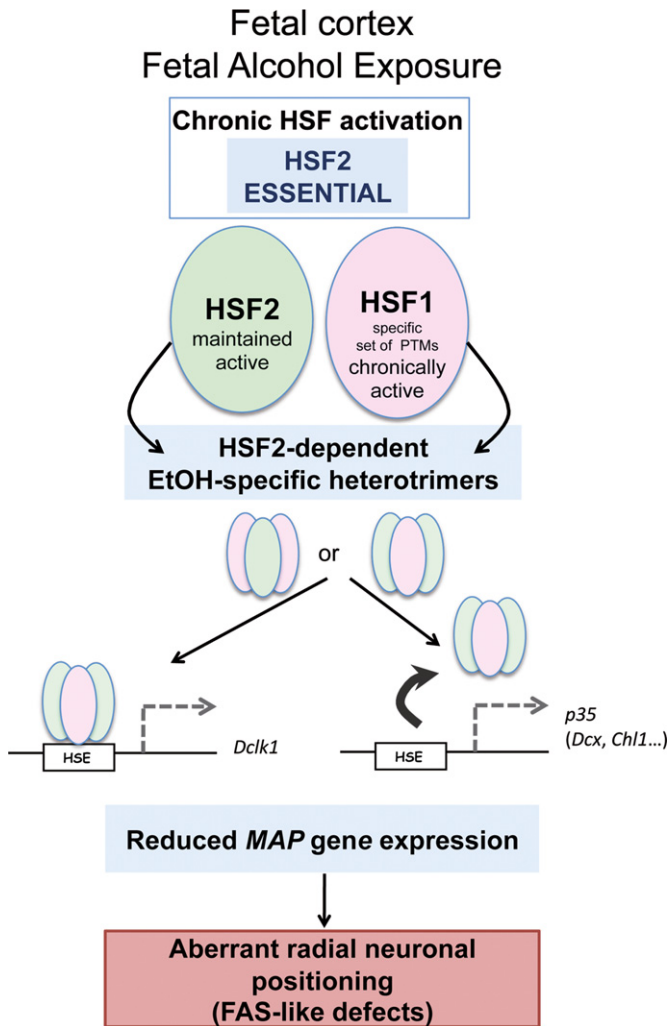 Fetal cortex
Fetal Alcohol Exposure
Chronic HSF activation
HSF2
ESSENTIAL
HSF2
maintained
active
HSF1
specific
set of PTMs
chronically
active
HSF2-dependent
EtOH-specific heterotrimers
or
HSE
Dclk1
HSE
p35
(Dcx, Chl1...)
Reduced MAP gene expression
Aberrant radial neuronal
positioning
(FAS-like defects)